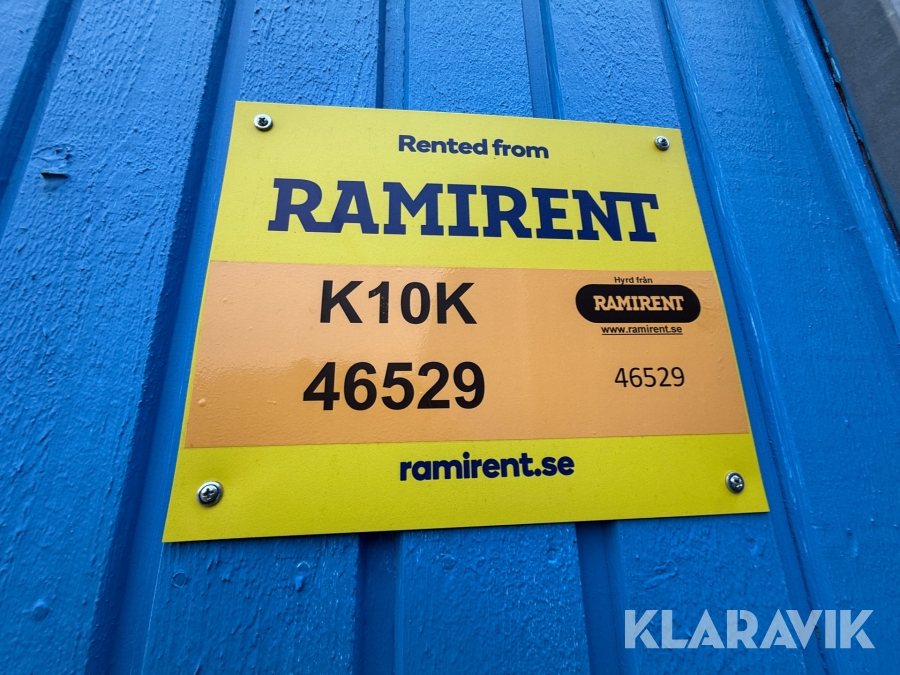 Rented from
RAMIRENT
K10K
46529
Hyrd från
RAMIRENT
www.ramirent.se
46529
ramirent.se
KLARAVIK